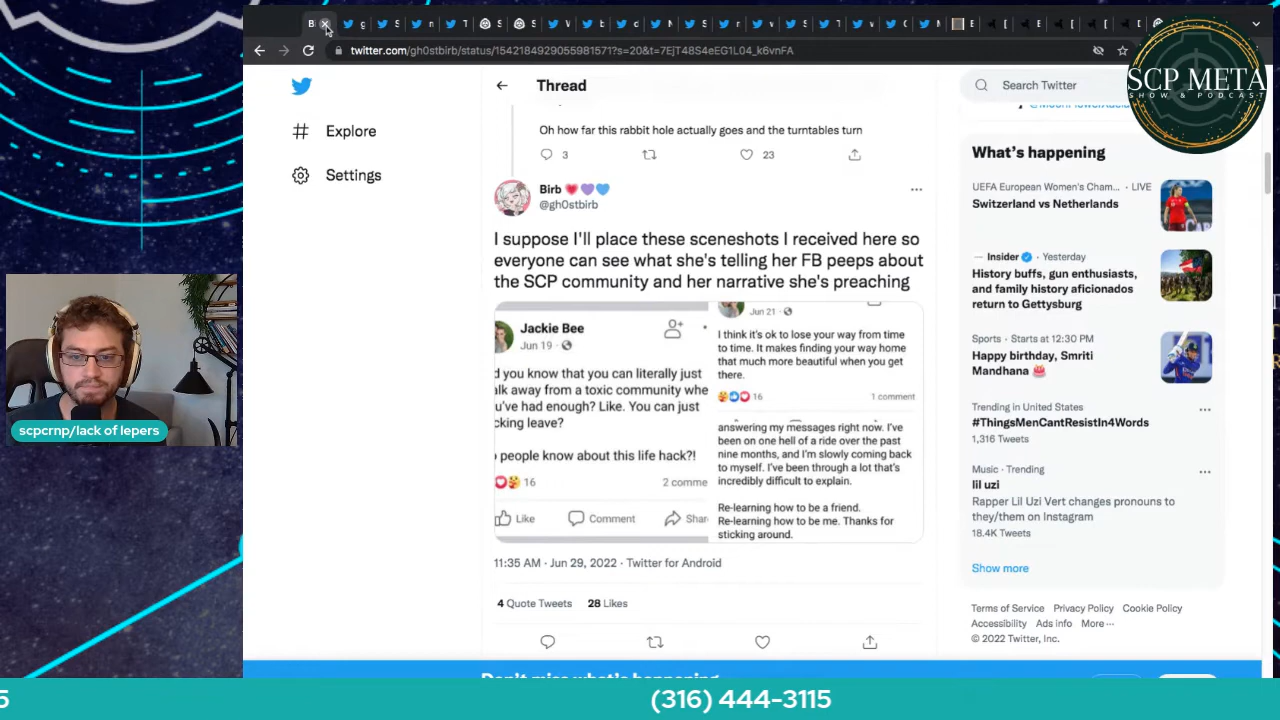 twitter.com/gh0stbirb/status/1542184929055981571?s=20&t=7EjT48S4eEG1L04_k6vnFA
SCP META
SHOW & PODCAST
Explore
Settings
Thread
Search Twitter
Oh how far this rabbit hole actually goes and the turntables turn
3
23
Birb
@gh0stbirb
I suppose I'll place these sceneshots I received here so
everyone can see what she's telling her FB peeps about
the SCP community and her narrative she's preaching
Jackie Bee
Jun 19
d you know that you can literally just
alk away from a toxic community whe
u've had enough? Like. You can just
cking leave?
people know about this life hack?!
16
2 comme
Like
Comment
Shar
Jun 21
I think it's ok to lose your way from time
to time. It makes finding your way home
that much more beautiful when you get
there.
16
1 comment
answering my messages right now. I've
been on one hell of a ride over the past
nine months, and I'm slowly coming back
to myself. I've been through a lot that's
incredibly difficult to explain.
Re-learning how to be a friend.
Re-learning how to be me. Thanks for
sticking around.
11:35 AM · Jun 29, 2022 · Twitter for Android
4 Quote Tweets
28 Likes
What's happening
UEFA European Women's Cham... · LIVE
Switzerland vs Netherlands
Insider · Yesterday
History buffs, gun enthusiasts,
and family history aficionados
return to Gettysburg
Sports · Starts at 12:30 PM
Happy birthday, Smriti
Mandhana
Trending in United States
#ThingsMenCantResistIn4Words
1,316 Tweets
Music · Trending
lil uzi
Rapper Lil Uzi Vert changes pronouns to
they/them on Instagram
18.4K Tweets
Show more
Terms of Service Privacy Policy Cookie Policy
Accessibility Ads info More ···
© 2022 Twitter, Inc.
scpcrnp/lack of lepers
5
(316) 444-3115